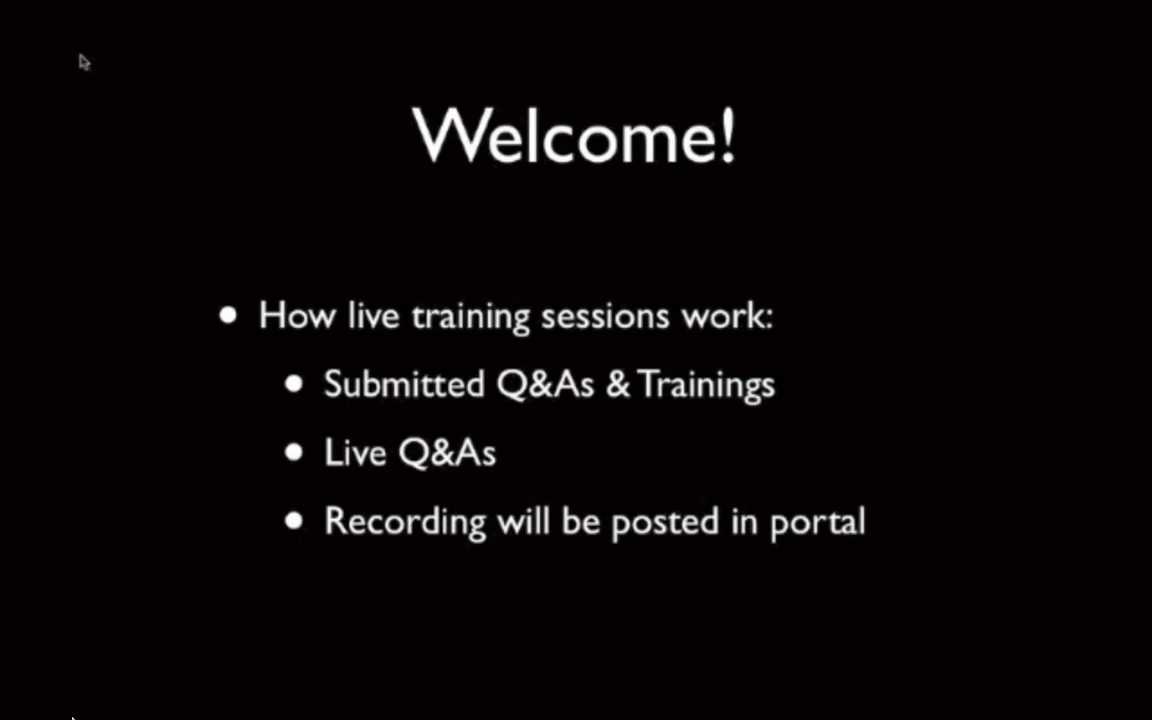 Welcome!
How live training sessions work:
Submitted Q&As & Trainings
Live Q&As
Recording will be posted in portal